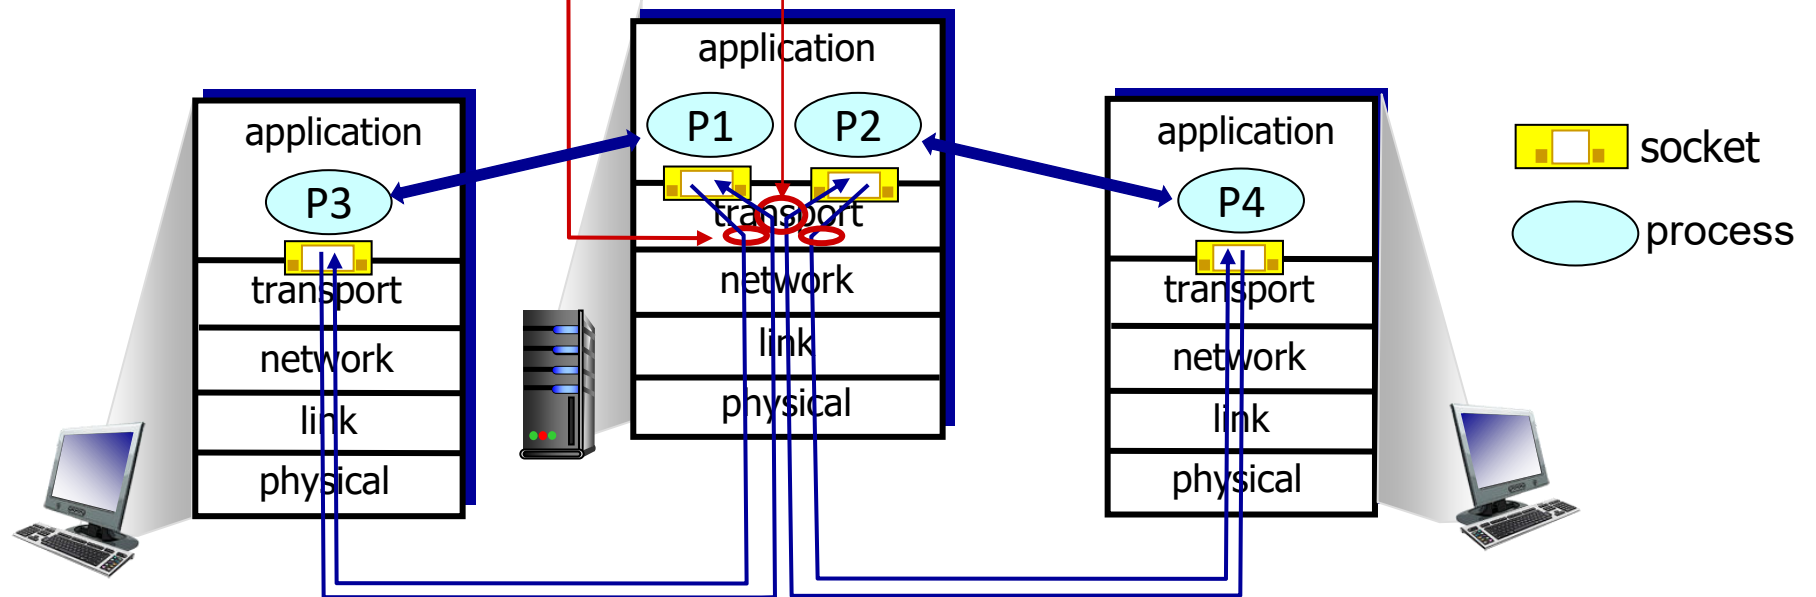 application
P3
transport
network
link
physical
application
P1 P2
transport
network
link
physical
application
P4
transport
network
link
physical
socket
process